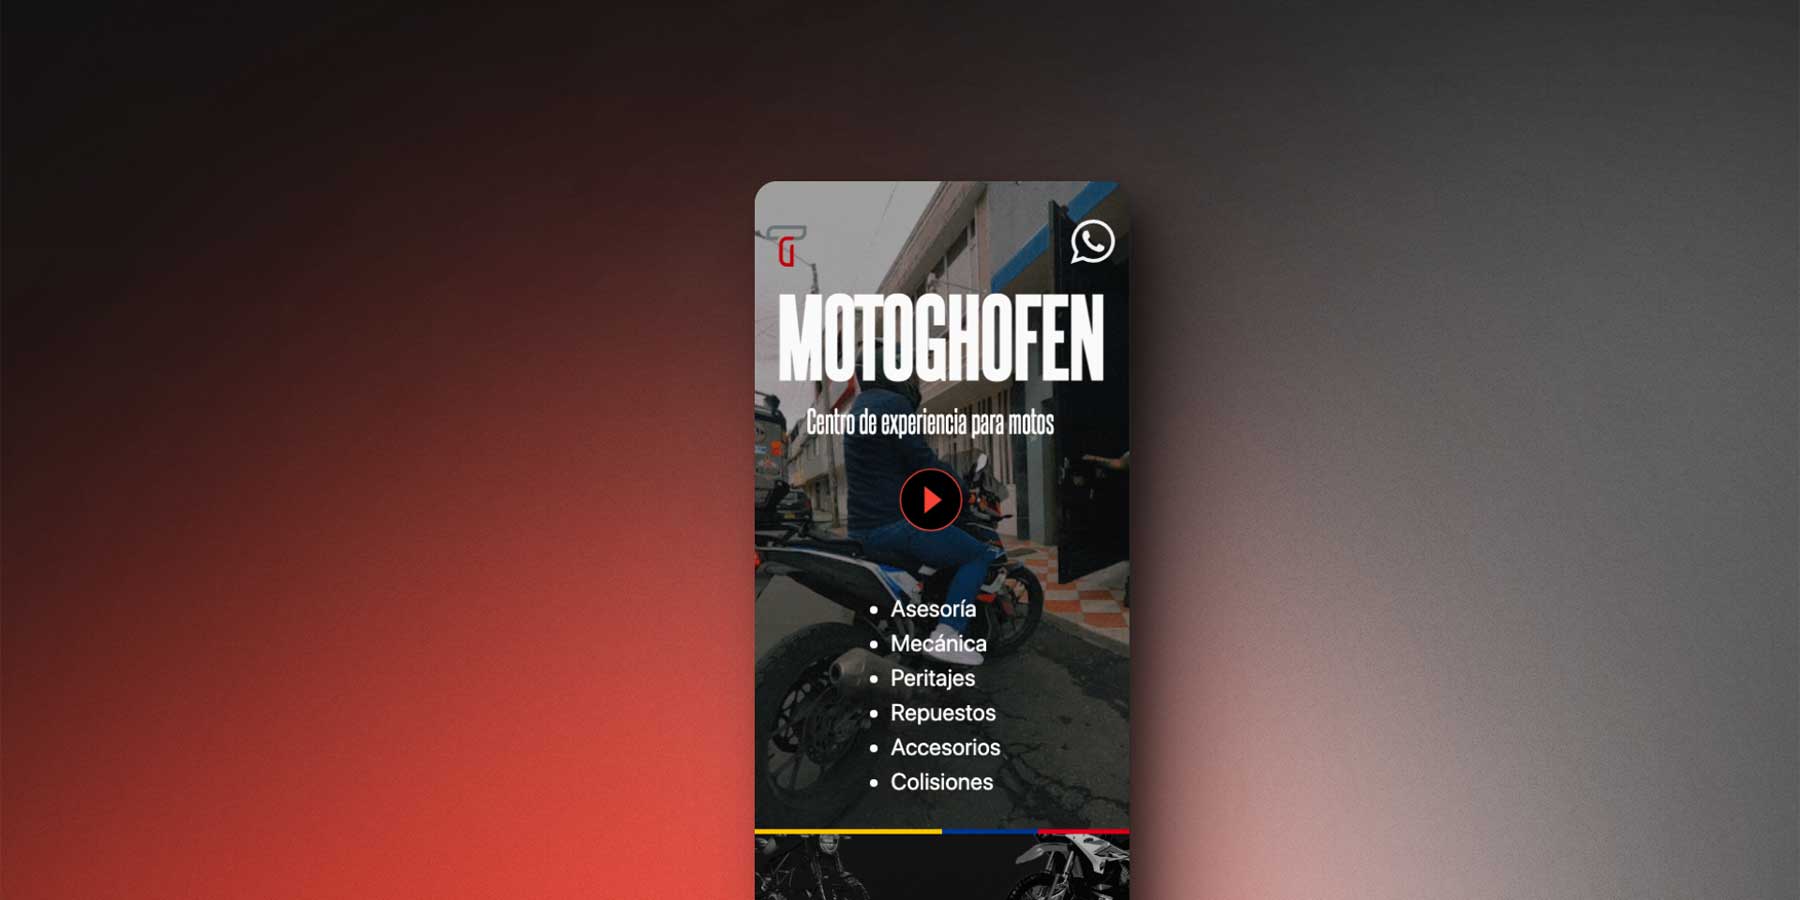 MOTOGHOFEN
Centro de experiencia para motos
• Asesoría
• Mecánica
• Peritajes
• Repuestos
• Accesorios
• Colisiones